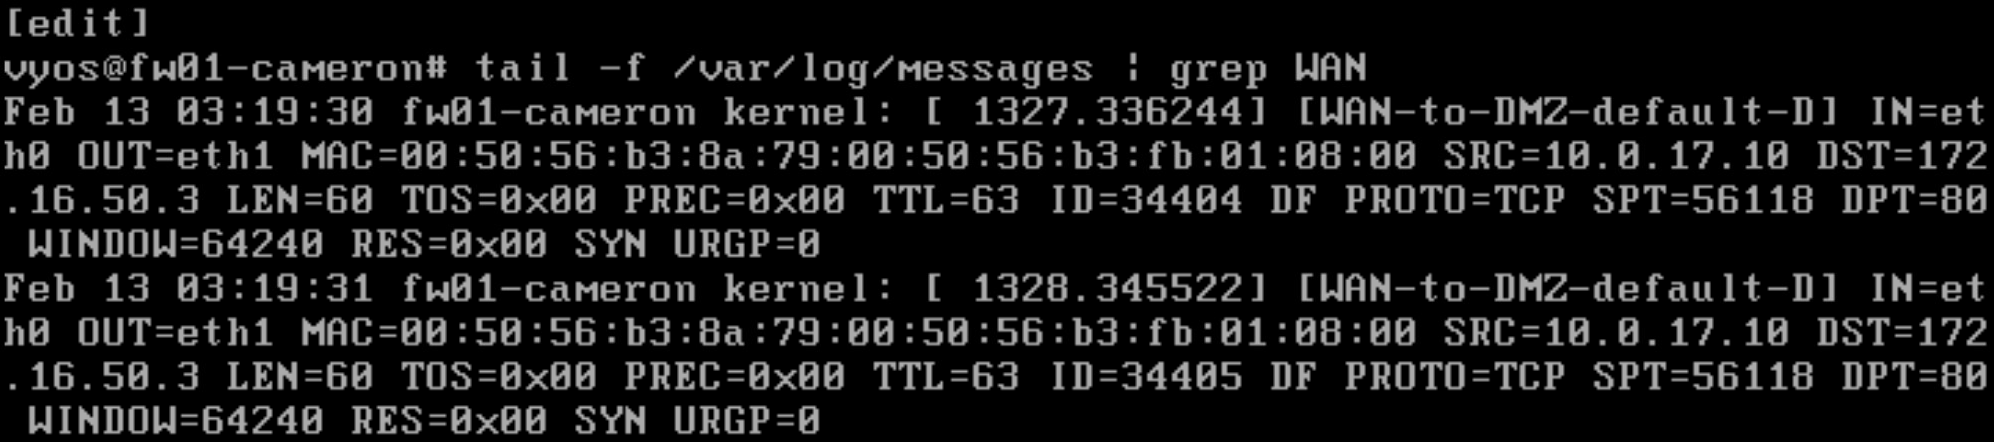 [edit]
vyos@fw01-cameron# tail -f /var/log/messages | grep WAN
Feb 13 03:19:30 fw01-cameron kernel: [ 1327.336244] [WAN-to-DMZ-default-D] IN=et
h0 OUT=eth1 MAC=00:50:56:b3:8a:79:00:50:56:b3:fb:01:08:00 SRC=10.0.17.10 DST=172
.16.50.3 LEN=60 TOS=0x00 PREC=0x00 TTL=63 ID=34404 DF PROTO=TCP SPT=56118 DPT=80
 WINDOW=64240 RES=0x00 SYN URGP=0
Feb 13 03:19:31 fw01-cameron kernel: [ 1328.345522] [WAN-to-DMZ-default-D] IN=et
h0 OUT=eth1 MAC=00:50:56:b3:8a:79:00:50:56:b3:fb:01:08:00 SRC=10.0.17.10 DST=172
.16.50.3 LEN=60 TOS=0x00 PREC=0x00 TTL=63 ID=34405 DF PROTO=TCP SPT=56118 DPT=80
 WINDOW=64240 RES=0x00 SYN URGP=0